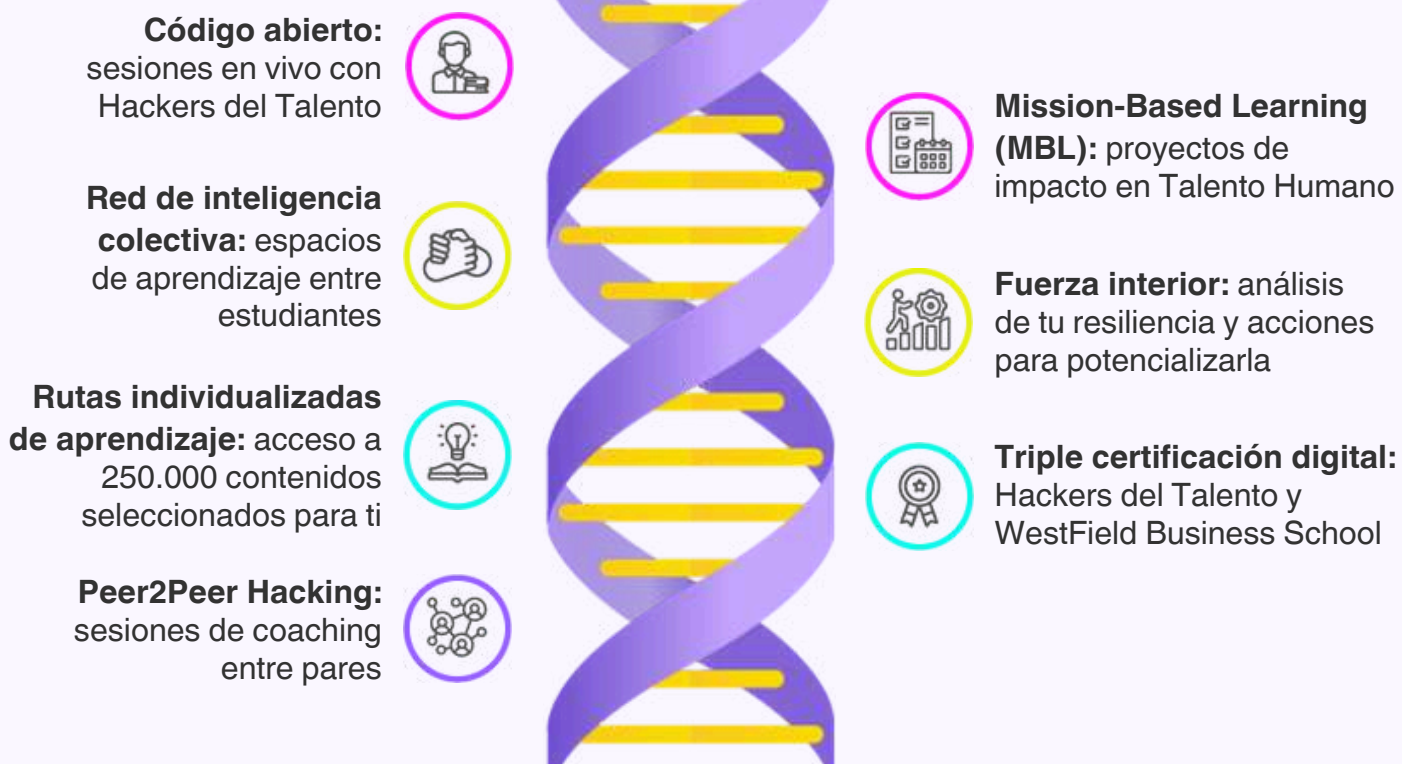 Código abierto:
sesiones en vivo con
Hackers del Talento
Red de inteligencia
colectiva: espacios
de aprendizaje entre
estudiantes
Rutas individualizadas
de aprendizaje: acceso a
250.000 contenidos
seleccionados para ti
Peer2Peer Hacking:
sesiones de coaching
entre pares
Mission-Based Learning
(MBL): proyectos de
impacto en Talento Humano
Fuerza interior: análisis
de tu resiliencia y acciones
para potencializarla
Triple certificación digital:
Hackers del Talento y
WestField Business School